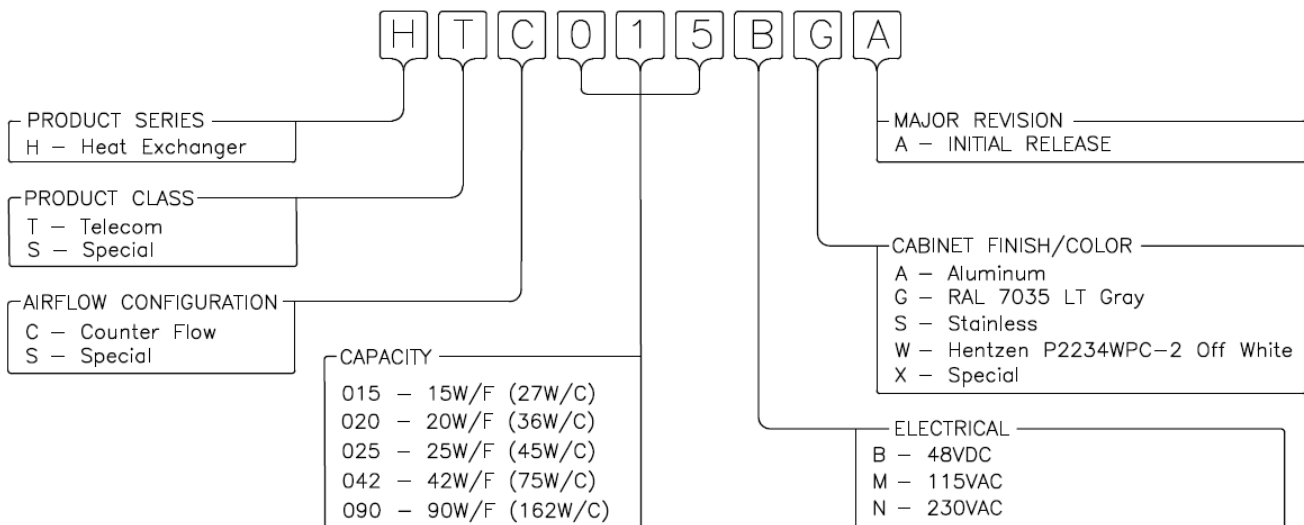 H T C 0 1 5 B G A
PRODUCT SERIES
H – Heat Exchanger
PRODUCT CLASS
T – Telecom
S – Special
AIRFLOW CONFIGURATION
C – Counter Flow
S – Special
CAPACITY
015 – 15W/F (27W/C)
020 – 20W/F (36W/C)
025 – 25W/F (45W/C)
042 – 42W/F (75W/C)
090 – 90W/F (162W/C)
MAJOR REVISION
A – INITIAL RELEASE
CABINET FINISH/COLOR
A – Aluminum
G – RAL 7035 LT Gray
S – Stainless
W – Hentzen P2234WPC-2 Off White
X – Special
ELECTRICAL
B – 48VDC
M – 115VAC
N – 230VAC